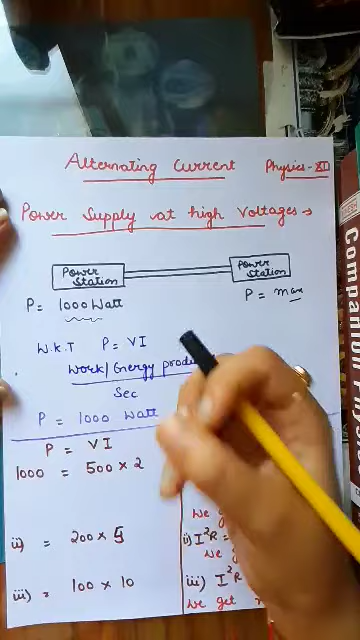 Alternating Current Physics-XII
Power Supply at high Voltages →
Power Station
Power Station
P = 1000 Watt
P = max
W.K.T P = VI
Work/Energy
Sec
P = 1000 Watt
P = VI
1000 = 500 × 2
We
ii) = 200 × 5
ii) I²R =
We
iii) = 100 × 10
iii) I²R
We get